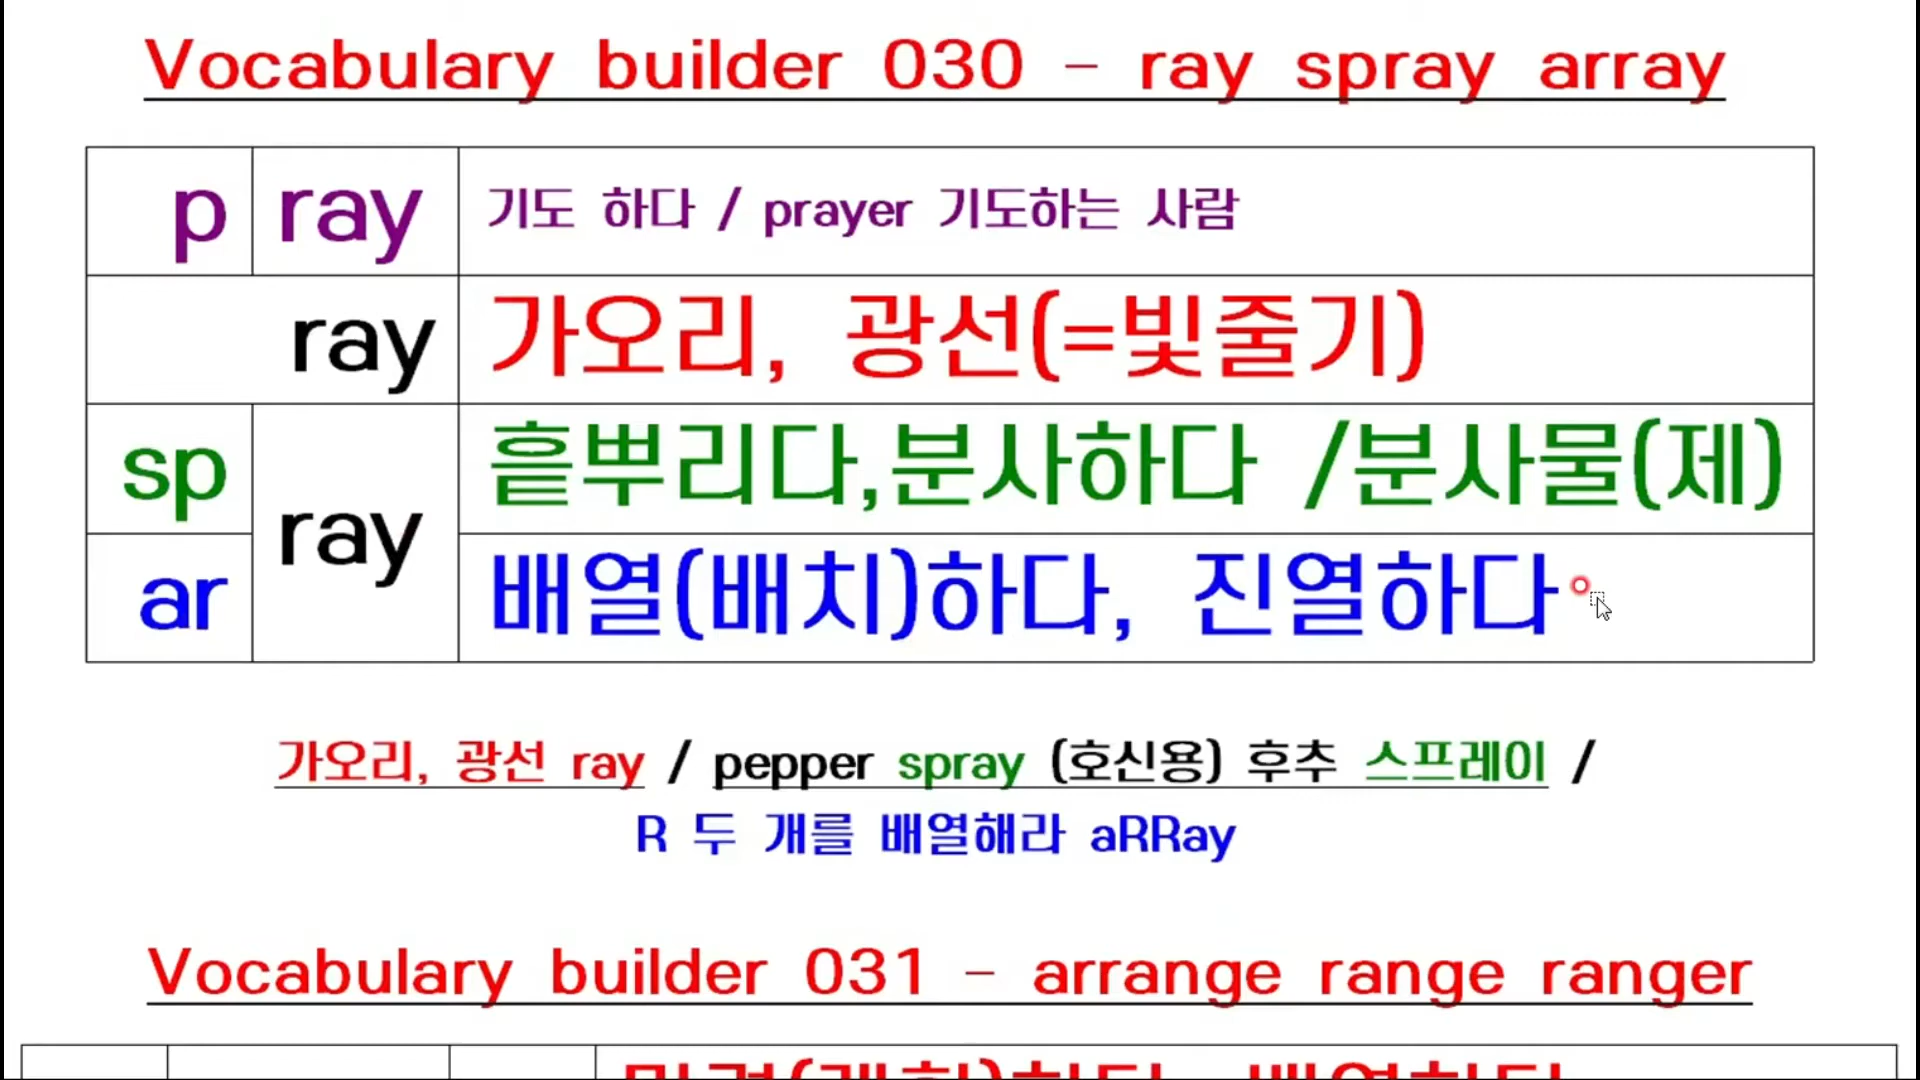 Vocabulary builder 030 - ray spray array
p ray 기도 하다 / prayer 기도하는 사람
ray 가오리, 광선(=빛줄기)
sp 흩뿌리다,분사하다 /분사물(제)
ray
ar 배열(배치)하다, 진열하다
가오리, 광선 ray / pepper spray (호신용) 후추 스프레이 /
R 두 개를 배열해라 aRRay
Vocabulary builder 031 - arrange range ranger